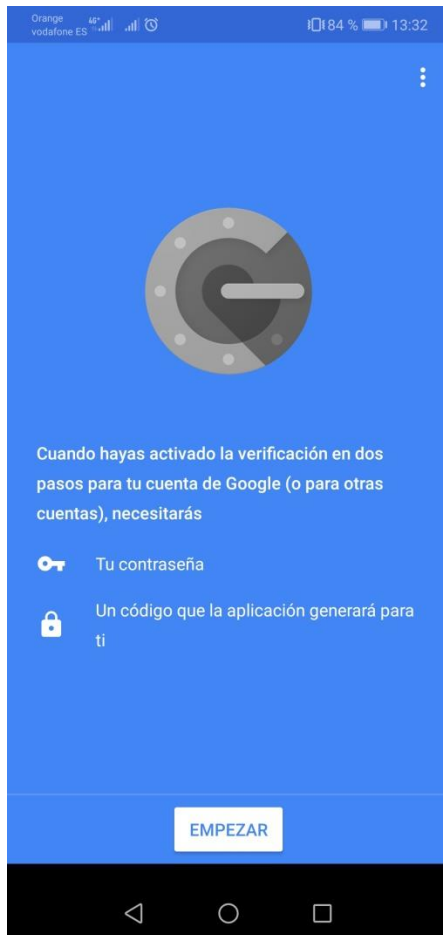 Orange
vodafone ES
4G+
84 % 13:32
Cuando hayas activado la verificación en dos
pasos para tu cuenta de Google (o para otras
cuentas), necesitarás
Tu contraseña
Un código que la aplicación generará para
ti
EMPEZAR